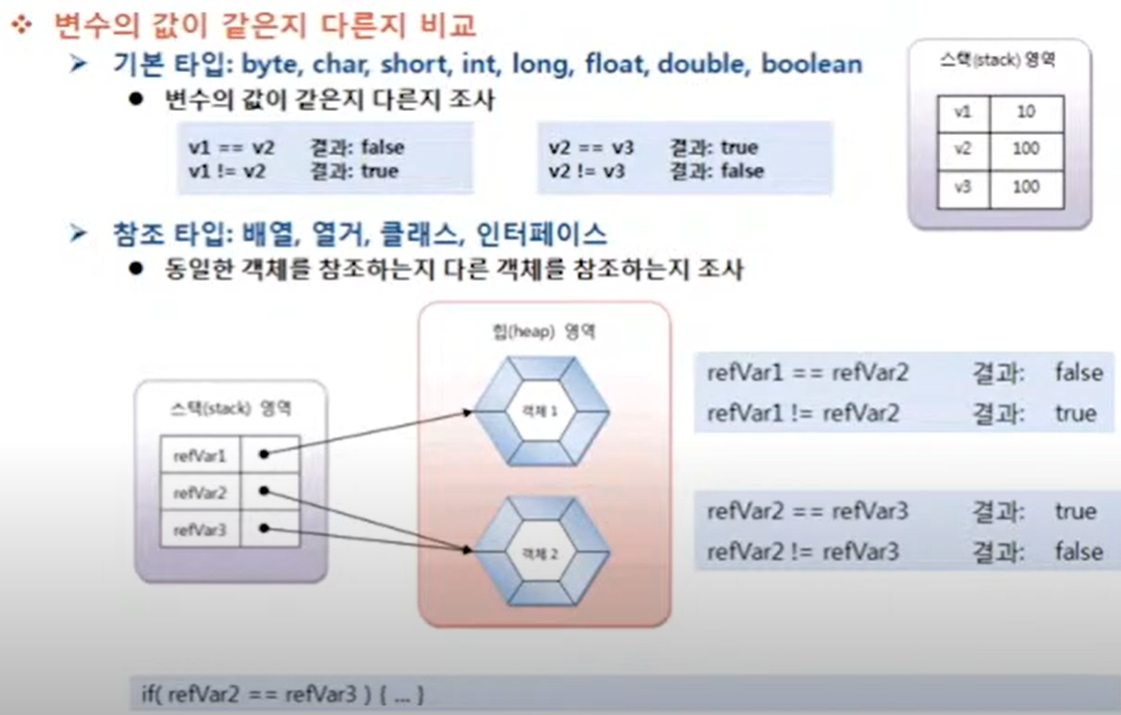 변수의 값이 같은지 다른지 비교
기본 타입: byte, char, short, int, long, float, double, boolean
변수의 값이 같은지 다른지 조사
v1 == v2 결과: false
v1 != v2 결과: true
v2 == v3 결과: true
v2 != v3 결과: false
스택(stack) 영역
v1 10
v2 100
v3 100
참조 타입: 배열, 열거, 클래스, 인터페이스
동일한 객체를 참조하는지 다른 객체를 참조하는지 조사
스택(stack) 영역
refVar1
refVar2
refVar3
힙(heap) 영역
객체 1
객체 2
refVar1 == refVar2 결과: false
refVar1 != refVar2 결과: true
refVar2 == refVar3 결과: true
refVar2 != refVar3 결과: false
if( refVar2 == refVar3 ) { ... }